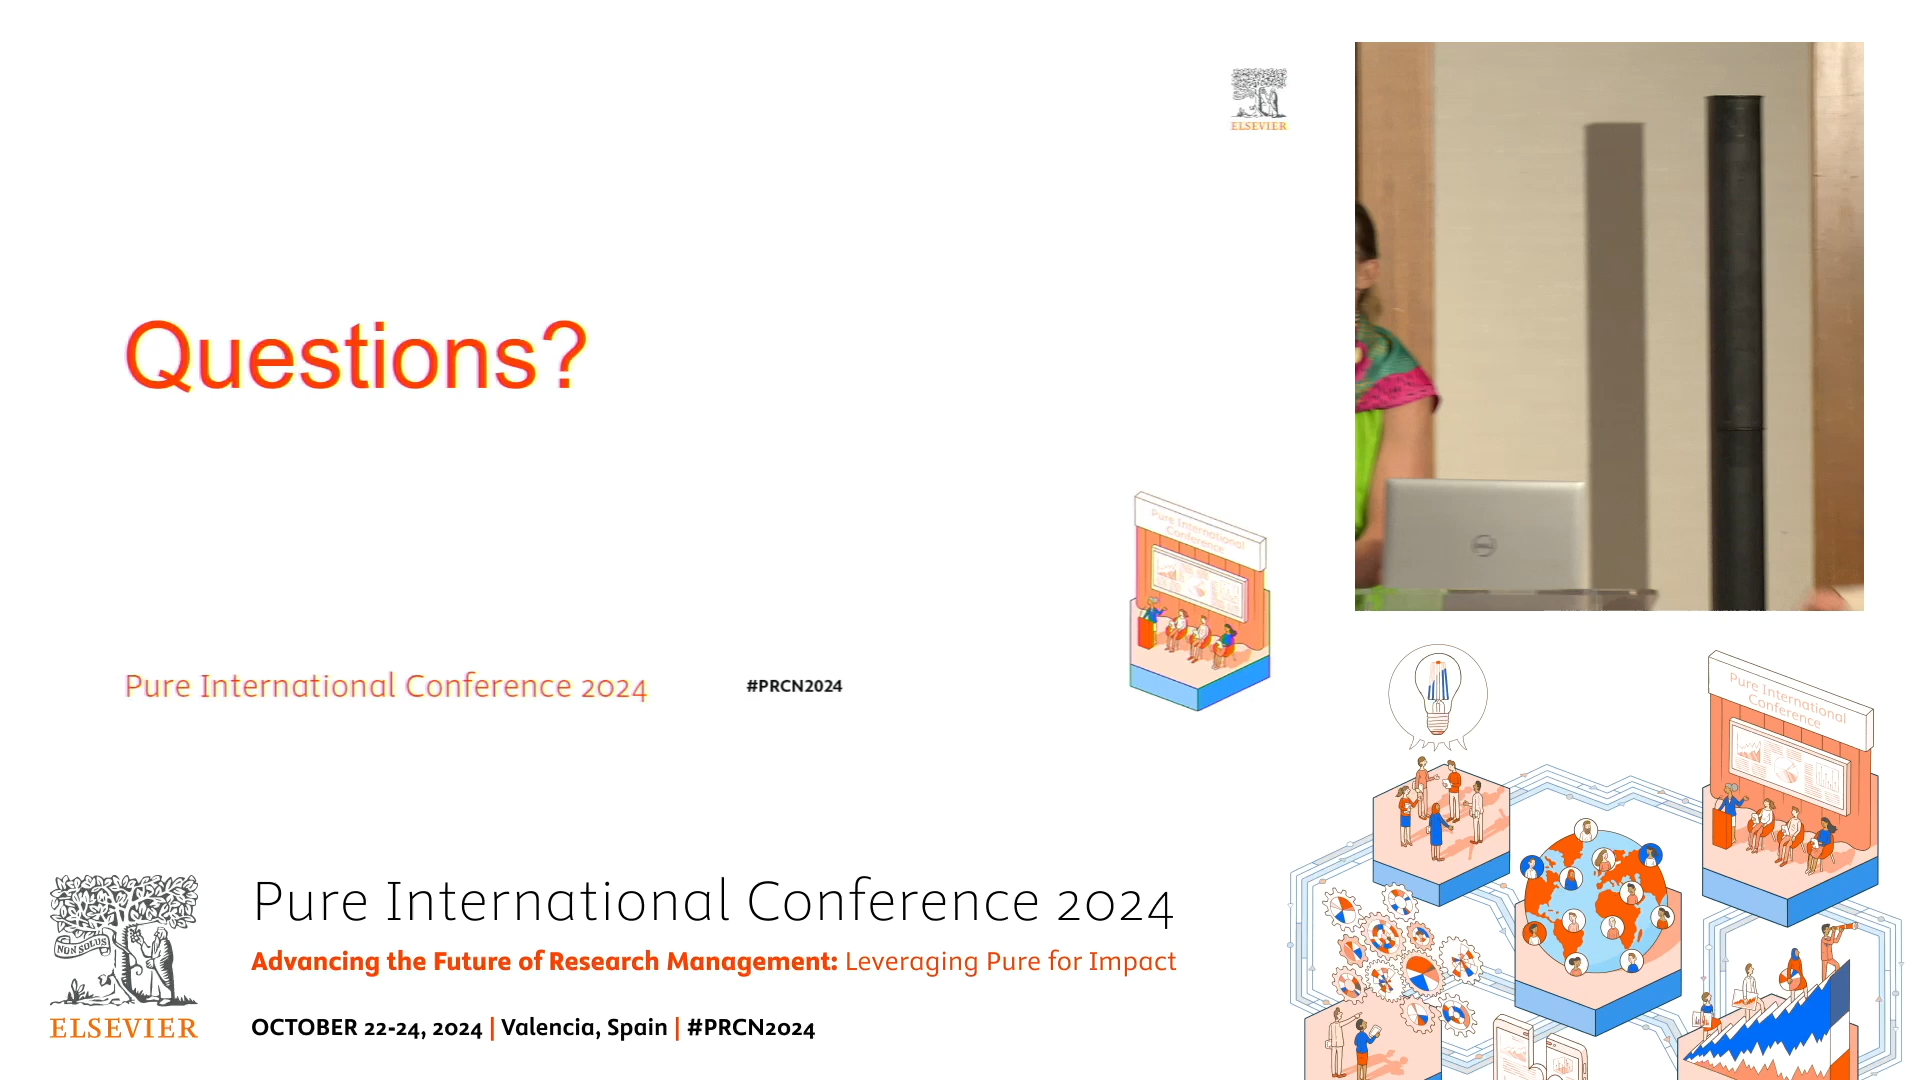 ELSEVIER
Questions?
Pure International
Conference
Pure International Conference 2024
#PRCN2024
DELL
Pure International
Conference
NON SOLUS
ELSEVIER
Pure International Conference 2024
Advancing the Future of Research Management: Leveraging Pure for Impact
OCTOBER 22-24, 2024 | Valencia, Spain | #PRCN2024